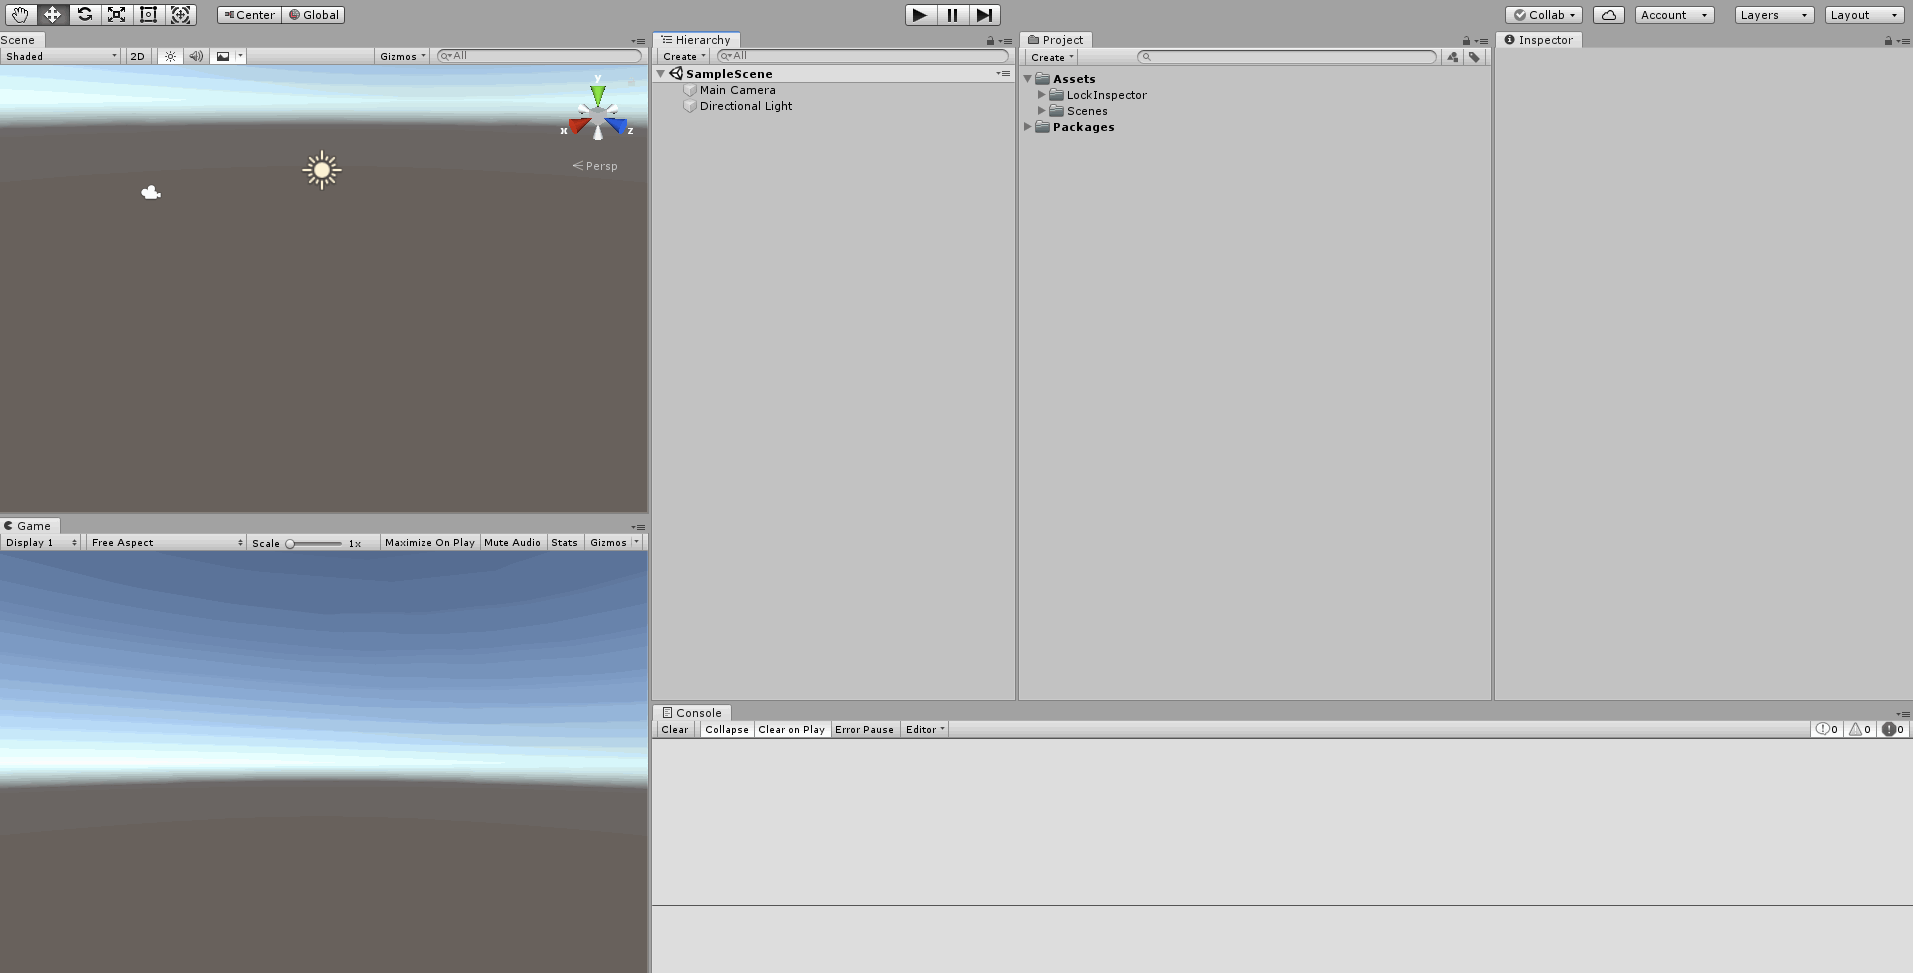 Center Global Collab Account Layers Layout
Scene
Shaded 2D Gizmos All
y
x z
Persp
Game
Display 1 Free Aspect Scale 1x Maximize On Play Mute Audio Stats Gizmos
Hierarchy
Create All
SampleScene
Main Camera
Directional Light
Project
Create
Assets
LockInspector
Scenes
Packages
Inspector
Console
Clear Collapse Clear on Play Error Pause Editor 0 0 0